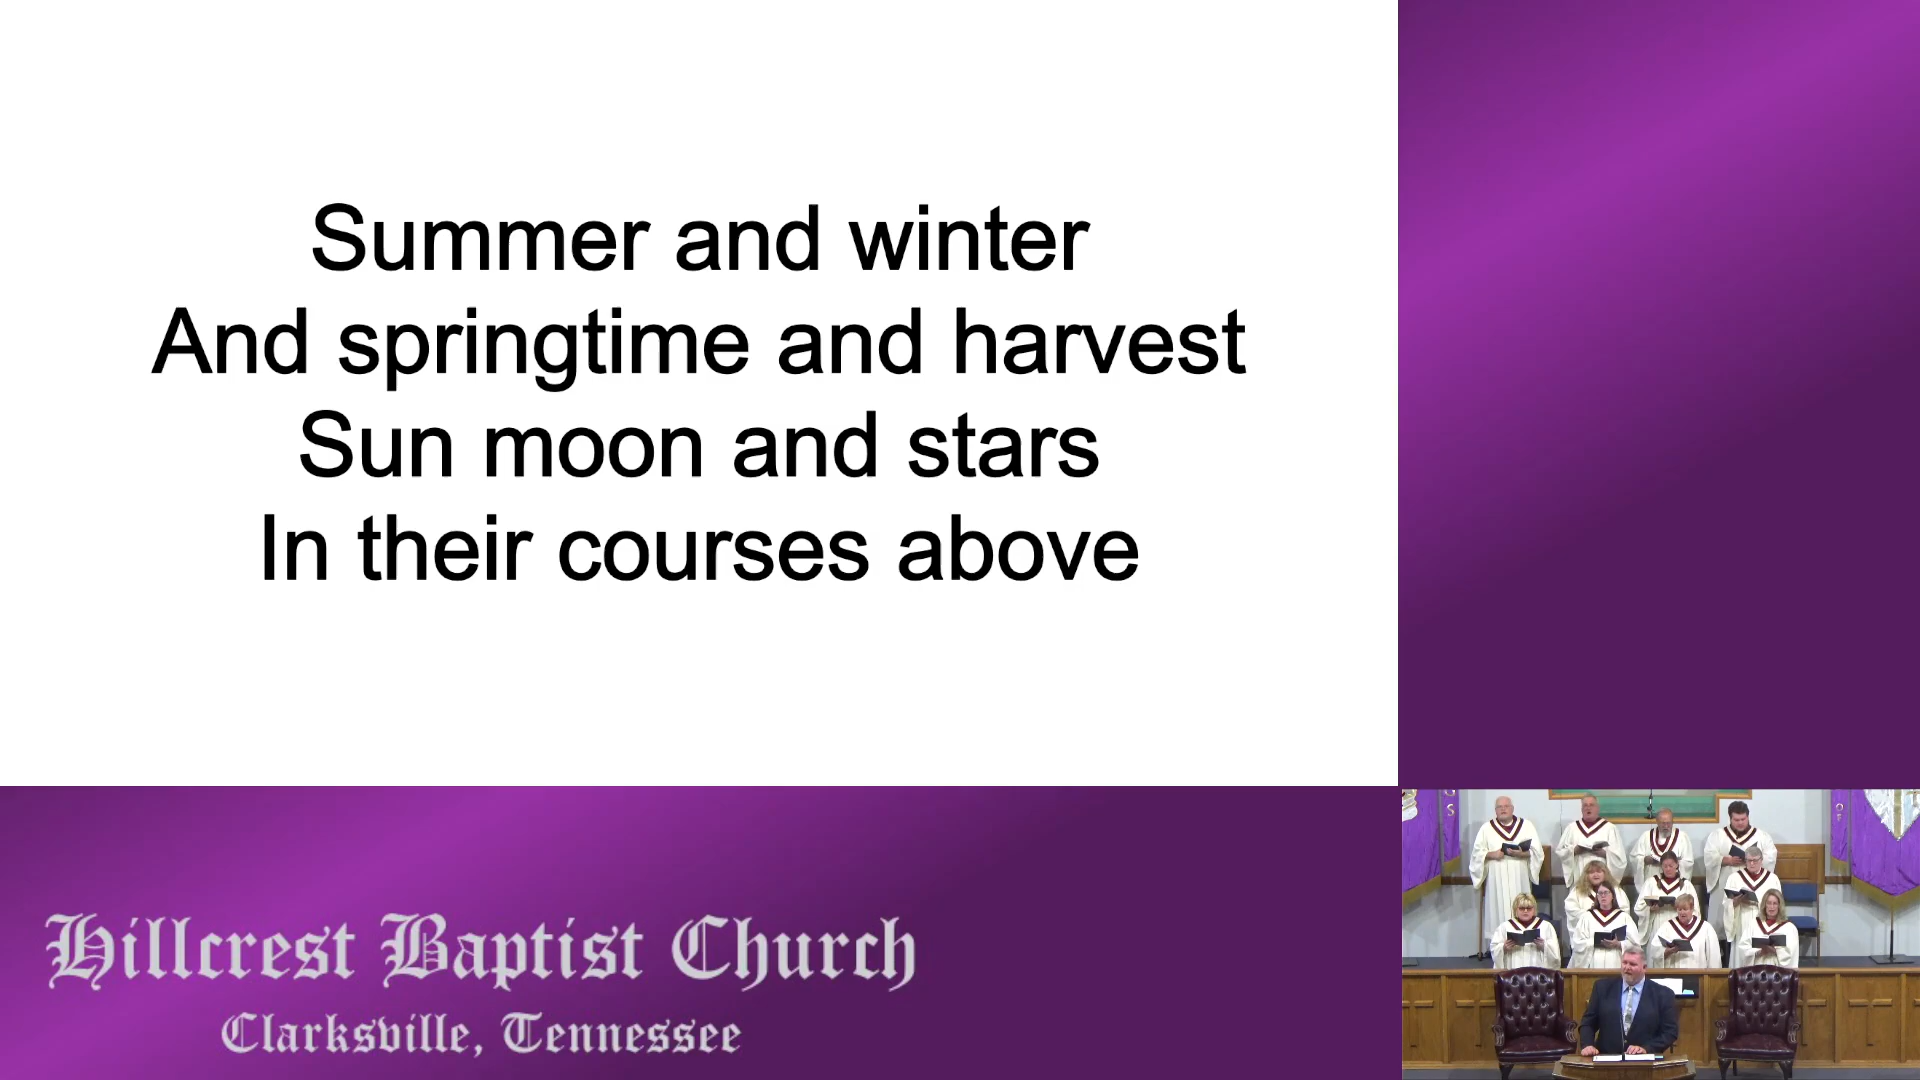 Summer and winter
And springtime and harvest
Sun moon and stars
In their courses above
Hillcrest Baptist Church
Clarksville, Tennessee